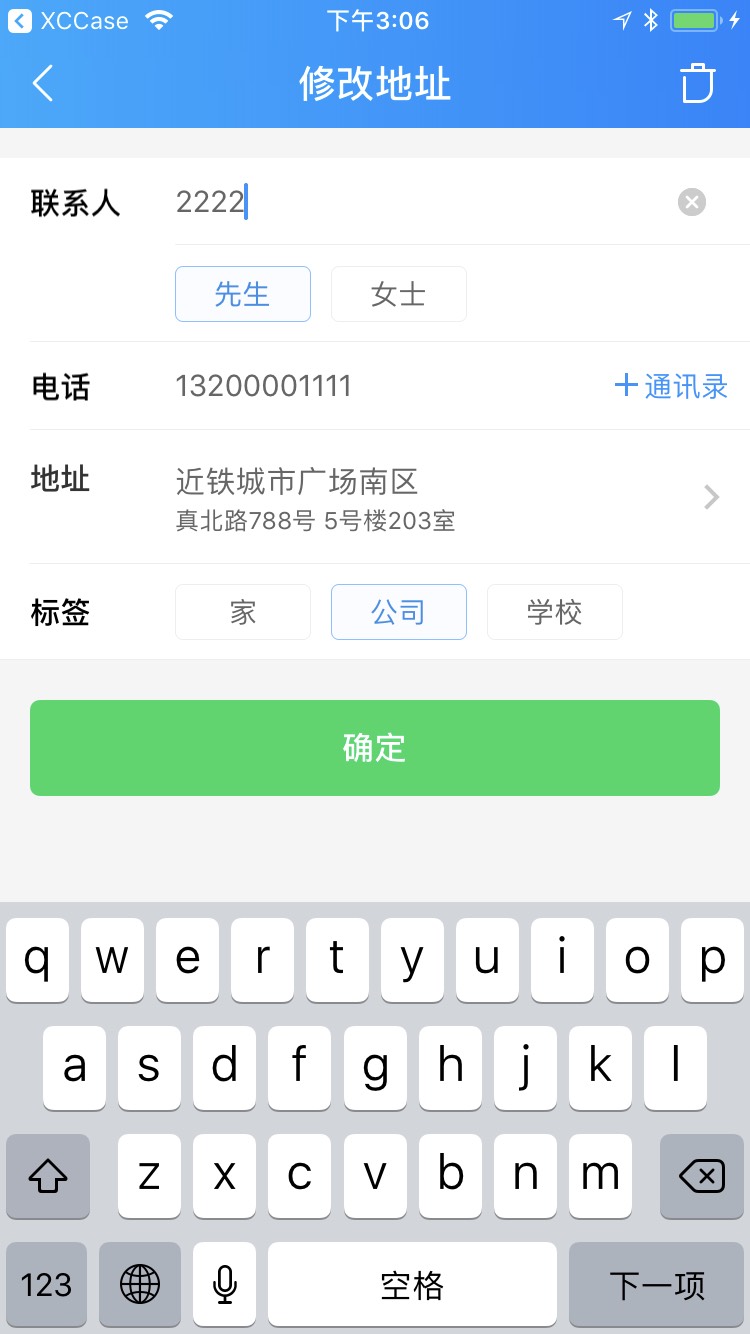 XCCase 下午3:06
修改地址
联系人 2222
先生 女士
电话 13200001111 +通讯录
地址 近铁城市广场南区
真北路788号 5号楼203室
标签 家 公司 学校
确定
q w e r t y u i o p
a s d f g h j k l
z x c v b n m
123 空格 下一项